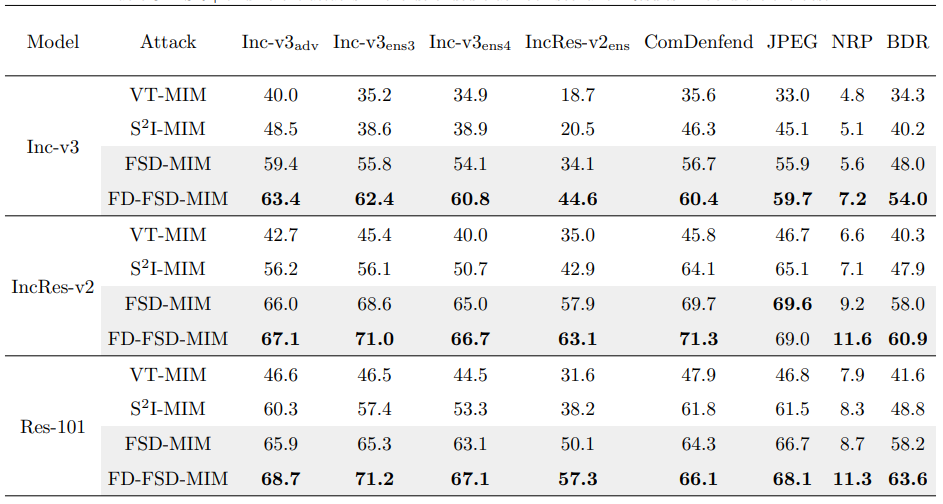 Model Attack Inc-v3adv Inc-v3ens3 Inc-v3ens4 IncRes-v2ens ComDenfend JPEG NRP BDR
VT-MIM 40.0 35.2 34.9 18.7 35.6 33.0 4.8 34.3
S²I-MIM 48.5 38.6 38.9 20.5 46.3 45.1 5.1 40.2
Inc-v3
FSD-MIM 59.4 55.8 54.1 34.1 56.7 55.9 5.6 48.0
FD-FSD-MIM 63.4 62.4 60.8 44.6 60.4 59.7 7.2 54.0
VT-MIM 42.7 45.4 40.0 35.0 45.8 46.7 6.6 40.3
S²I-MIM 56.2 56.1 50.7 42.9 64.1 65.1 7.1 47.9
IncRes-v2
FSD-MIM 66.0 68.6 65.0 57.9 69.7 69.6 9.2 58.0
FD-FSD-MIM 67.1 71.0 66.7 63.1 71.3 69.0 11.6 60.9
VT-MIM 46.6 46.5 44.5 31.6 47.9 46.8 7.9 41.6
S²I-MIM 60.3 57.4 53.3 38.2 61.8 61.5 8.3 48.8
Res-101
FSD-MIM 65.9 65.3 63.1 50.1 64.3 66.7 8.7 58.2
FD-FSD-MIM 68.7 71.2 67.1 57.3 66.1 68.1 11.3 63.6